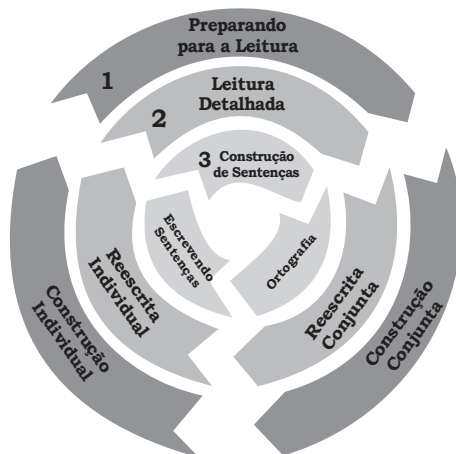 Preparando
para a Leitura
1
Leitura
Detalhada
2
3 Construção
de Sentenças
Escrevendo
Sentenças
Ortografia
Reescrita
Individual
Reescrita
Conjunta
Construção
Individual
Construção
Conjunta